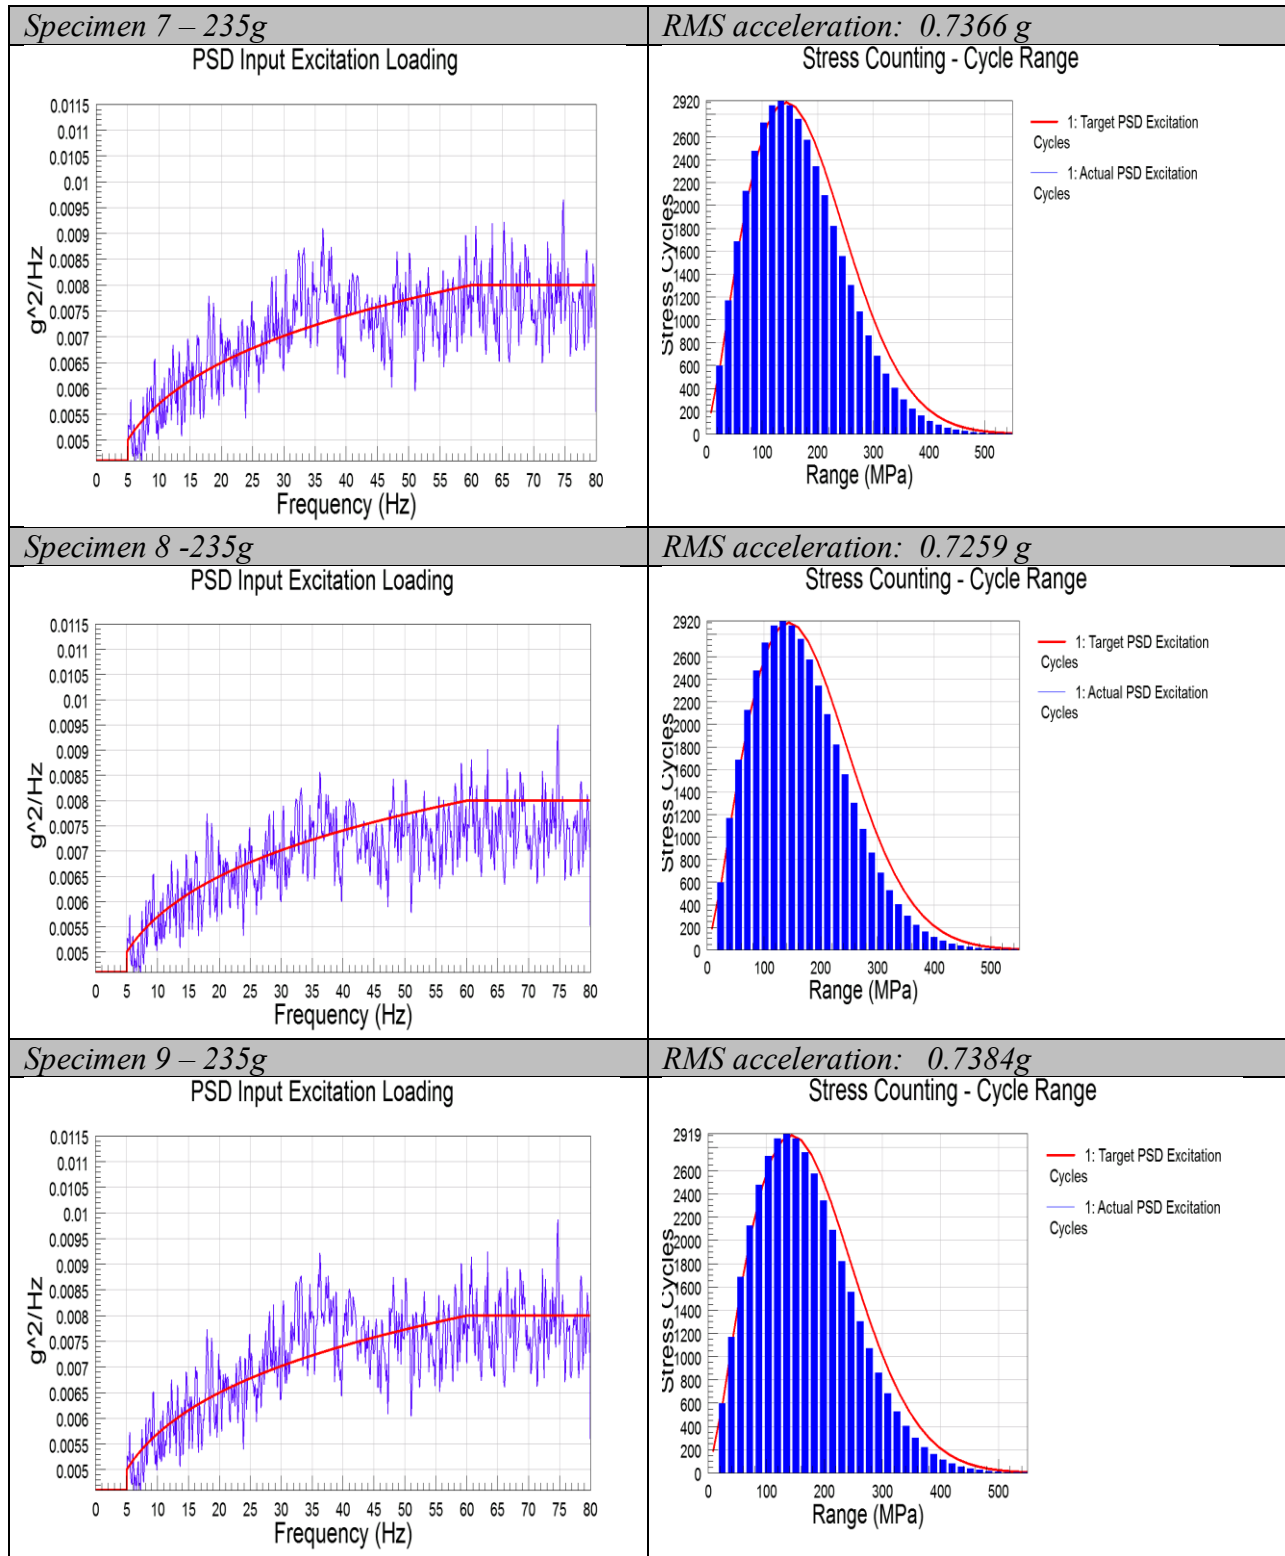 Specimen 7 – 235g
RMS acceleration: 0.7366 g
PSD Input Excitation Loading
0.0115
0.011
0.0105
0.01
0.0095
0.009
0.0085
0.008
0.0075
0.007
0.0065
0.006
0.0055
0.005
g^2/Hz
0 5 10 15 20 25 30 35 40 45 50 55 60 65 70 75 80
Frequency (Hz)
Stress Counting - Cycle Range
2920
2600
2400
2200
2000
1800
1600
1400
1200
1000
800
600
400
200
0
Stress Cycles
0 100 200 300 400 500
Range (MPa)
1: Target PSD Excitation
Cycles
1: Actual PSD Excitation
Cycles
Specimen 8 -235g
RMS acceleration: 0.7259 g
PSD Input Excitation Loading
0.0115
0.011
0.0105
0.01
0.0095
0.009
0.0085
0.008
0.0075
0.007
0.0065
0.006
0.0055
0.005
g^2/Hz
0 5 10 15 20 25 30 35 40 45 50 55 60 65 70 75 80
Frequency (Hz)
Stress Counting - Cycle Range
2920
2600
2400
2200
2000
1800
1600
1400
1200
1000
800
600
400
200
0
Stress Cycles
0 100 200 300 400 500
Range (MPa)
1: Target PSD Excitation
Cycles
1: Actual PSD Excitation
Cycles
Specimen 9 – 235g
RMS acceleration: 0.7384g
PSD Input Excitation Loading
0.0115
0.011
0.0105
0.01
0.0095
0.009
0.0085
0.008
0.0075
0.007
0.0065
0.006
0.0055
0.005
g^2/Hz
0 5 10 15 20 25 30 35 40 45 50 55 60 65 70 75 80
Frequency (Hz)
Stress Counting - Cycle Range
2919
2600
2400
2200
2000
1800
1600
1400
1200
1000
800
600
400
200
0
Stress Cycles
0 100 200 300 400 500
Range (MPa)
1: Target PSD Excitation
Cycles
1: Actual PSD Excitation
Cycles